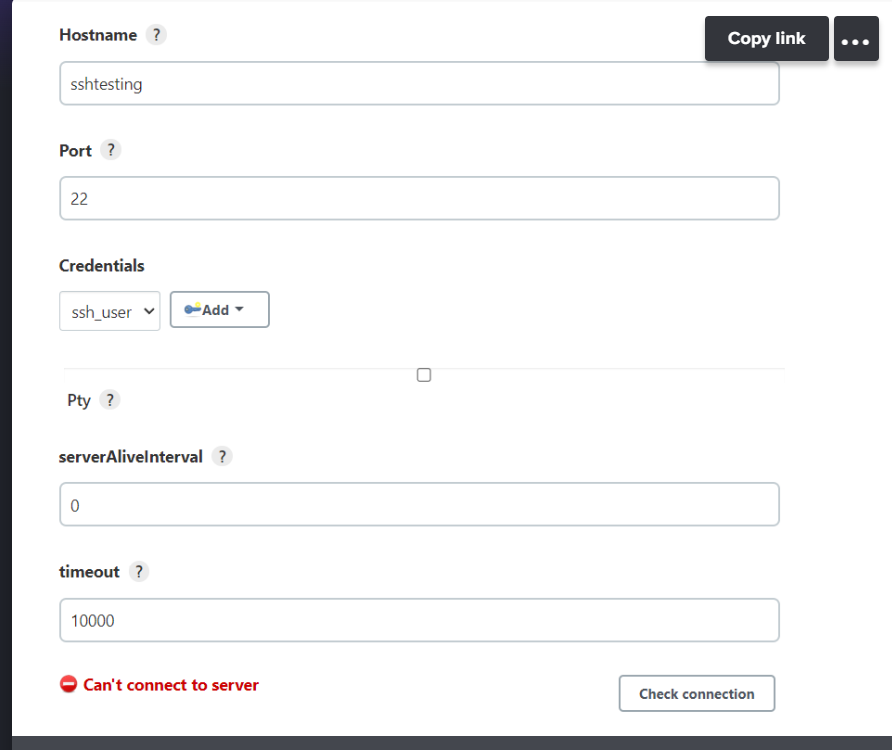 Hostname ?
Copy link ...
sshtesting
Port ?
22
Credentials
ssh_user Add
Pty ?
serverAliveInterval ?
0
timeout ?
10000
Can't connect to server
Check connection